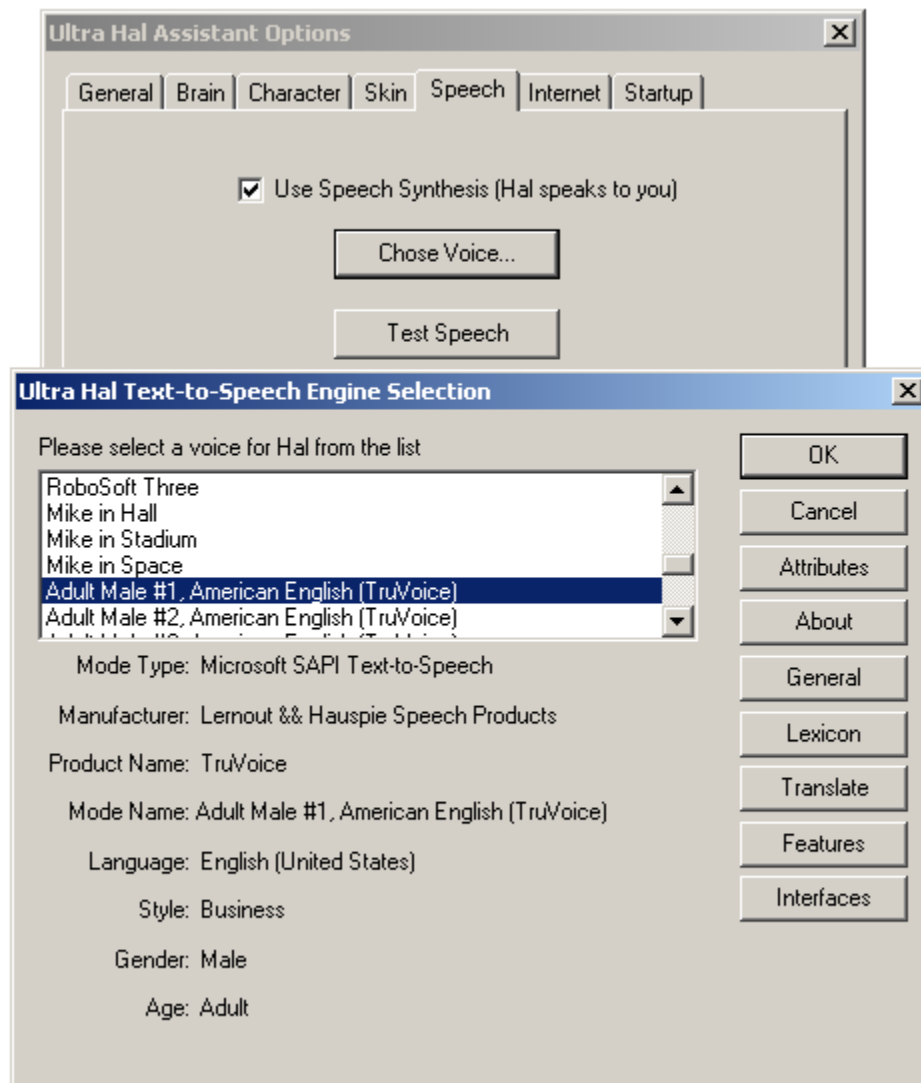 Ultra Hal Assistant Options
General Brain Character Skin Speech Internet Startup
Use Speech Synthesis (Hal speaks to you)
Chose Voice...
Test Speech
Ultra Hal Text-to-Speech Engine Selection
Please select a voice for Hal from the list
RoboSoft Three
Mike in Hall
Mike in Stadium
Mike in Space
Adult Male #1, American English (TruVoice)
Adult Male #2, American English (TruVoice)
OK
Cancel
Attributes
About
General
Lexicon
Translate
Features
Interfaces
Mode Type: Microsoft SAPI Text-to-Speech
Manufacturer: Lernout && Hauspie Speech Products
Product Name: TruVoice
Mode Name: Adult Male #1, American English (TruVoice)
Language: English (United States)
Style: Business
Gender: Male
Age: Adult